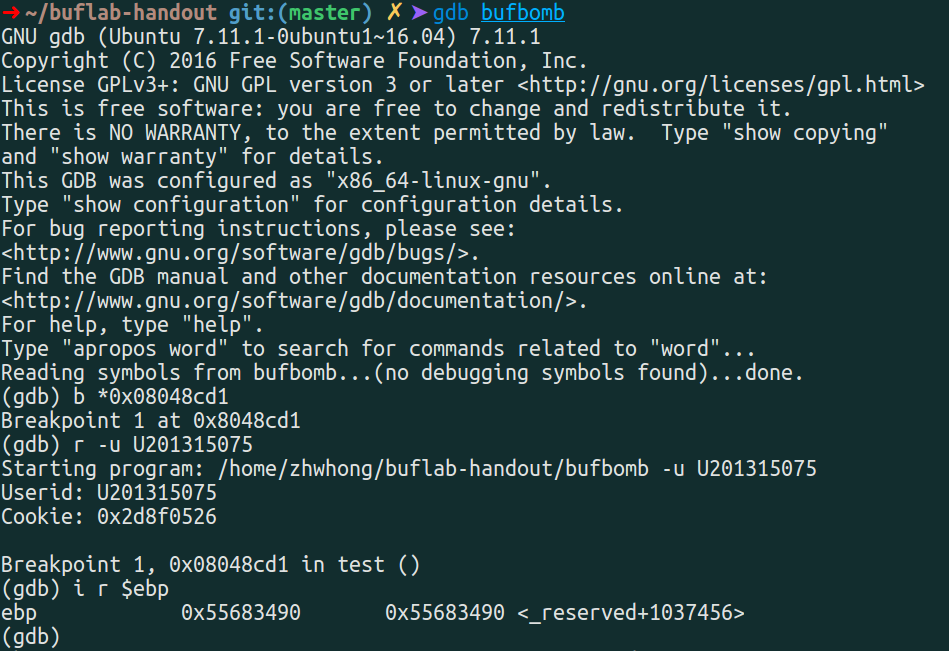 →~/buflab-handout git:(master) ✗ ➤gdb bufbomb
GNU gdb (Ubuntu 7.11.1-0ubuntu1~16.04) 7.11.1
Copyright (C) 2016 Free Software Foundation, Inc.
License GPLv3+: GNU GPL version 3 or later <http://gnu.org/licenses/gpl.html>
This is free software: you are free to change and redistribute it.
There is NO WARRANTY, to the extent permitted by law.  Type "show copying"
and "show warranty" for details.
This GDB was configured as "x86_64-linux-gnu".
Type "show configuration" for configuration details.
For bug reporting instructions, please see:
<http://www.gnu.org/software/gdb/bugs/>.
Find the GDB manual and other documentation resources online at:
<http://www.gnu.org/software/gdb/documentation/>.
For help, type "help".
Type "apropos word" to search for commands related to "word"...
Reading symbols from bufbomb...(no debugging symbols found)...done.
(gdb) b *0x08048cd1
Breakpoint 1 at 0x8048cd1
(gdb) r -u U201315075
Starting program: /home/zhwhong/buflab-handout/bufbomb -u U201315075
Userid: U201315075
Cookie: 0x2d8f0526

Breakpoint 1, 0x08048cd1 in test ()
(gdb) i r $ebp
ebp            0x55683490       0x55683490 <_reserved+1037456>
(gdb)